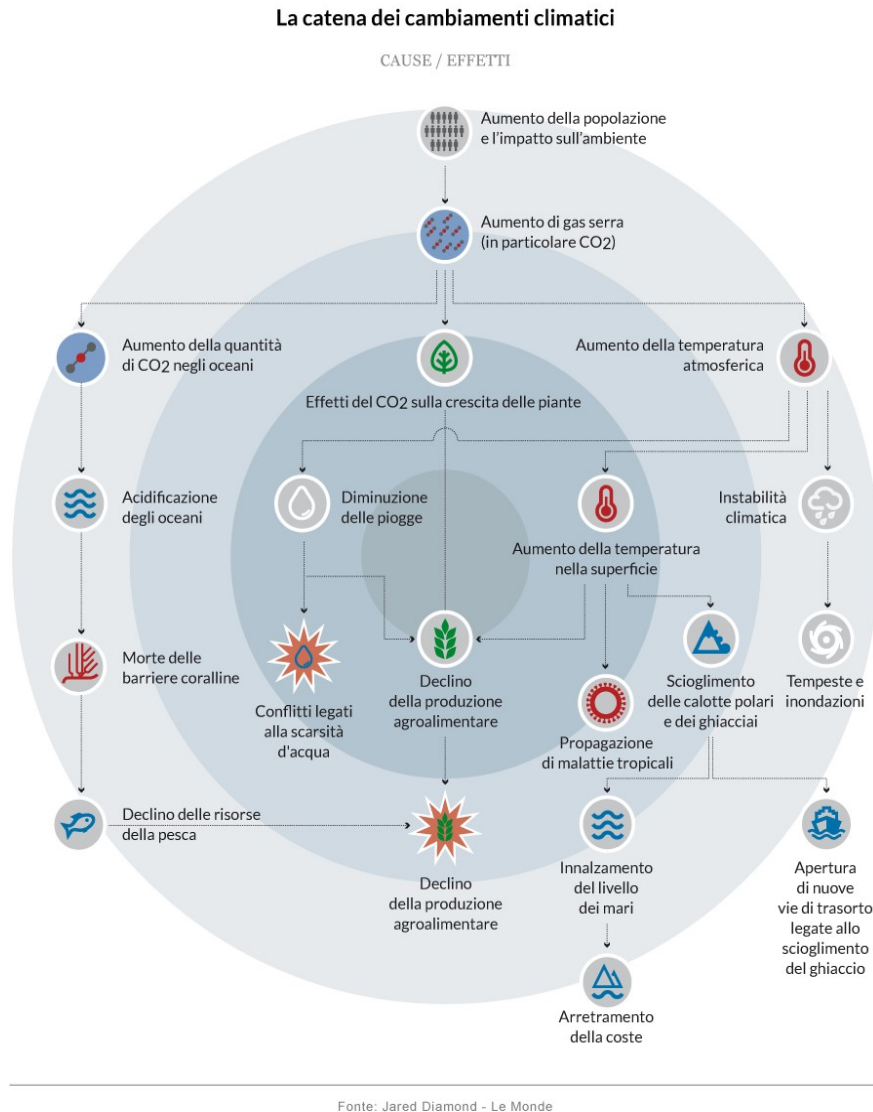 La catena dei cambiamenti climatici
CAUSE / EFFETTI
Aumento della popolazione
e l'impatto sull'ambiente
Aumento di gas serra
(in particolare CO2)
Aumento della quantità
di CO2 negli oceani
Effetti del CO2 sulla crescita delle piante
Aumento della temperatura
atmosferica
Acidificazione
degli oceani
Diminuzione
delle piogge
Aumento della temperatura
nella superficie
Instabilità
climatica
Morte delle
barriere coralline
Conflitti legati
alla scarsità
d'acqua
Declino
della produzione
agroalimentare
Propagazione
di malattie tropicali
Scioglimento
delle calotte polari
e dei ghiacciai
Tempeste e
inondazioni
Declino delle risorse
della pesca
Declino
della produzione
agroalimentare
Innalzamento
del livello
dei mari
Apertura
di nuove
vie di trasorto
legate allo
scioglimento
del ghiaccio
Arretramento
della coste
Fonte: Jared Diamond - Le Monde